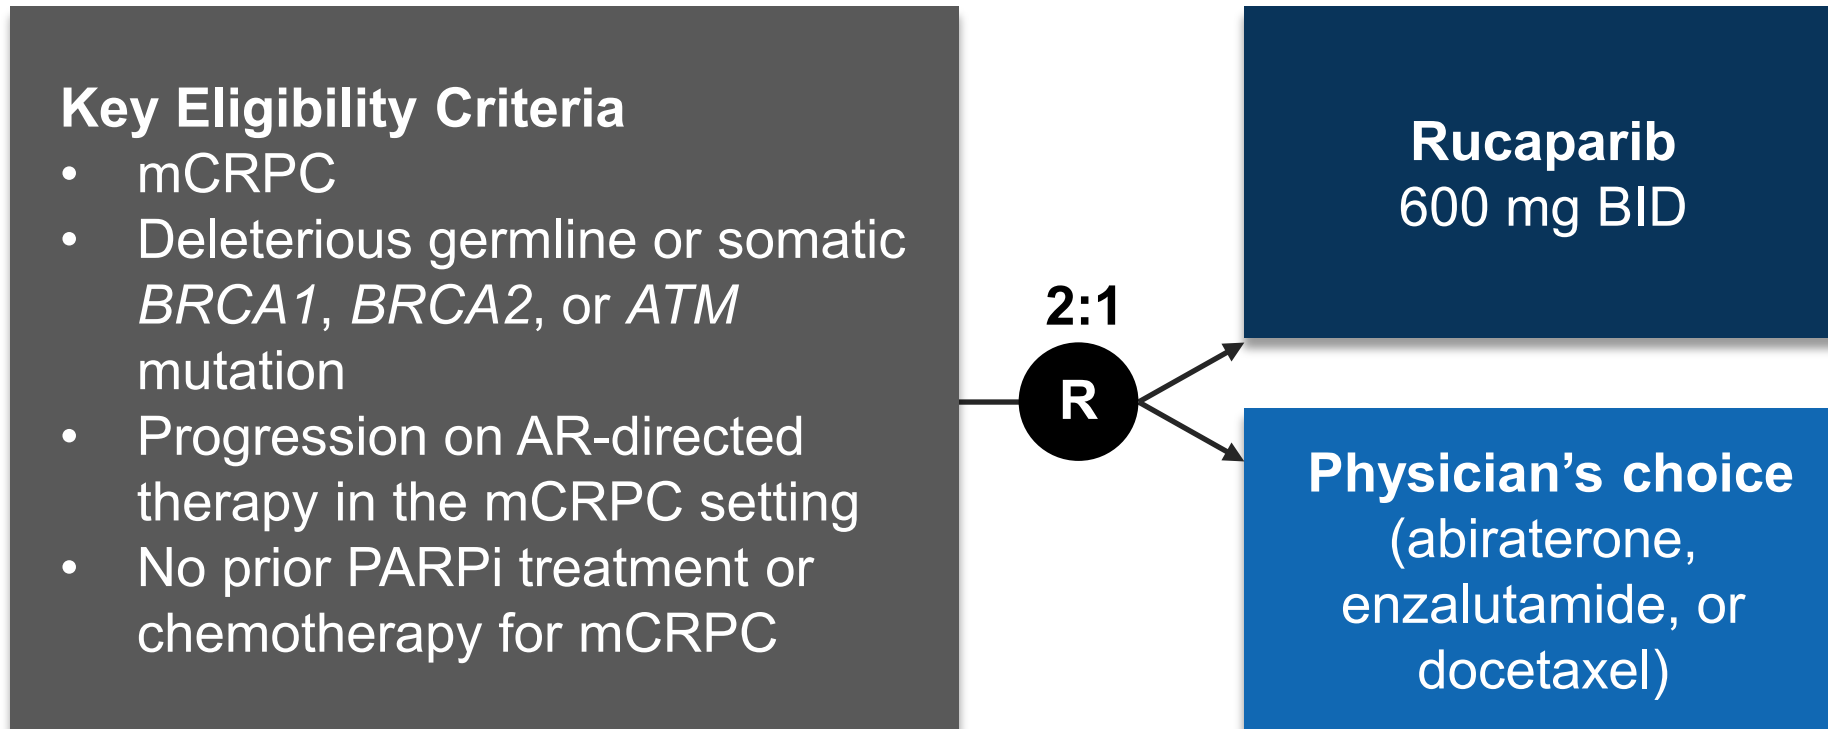 Key Eligibility Criteria
• mCRPC
• Deleterious germline or somatic
BRCA1, BRCA2, or ATM
mutation
• Progression on AR-directed
therapy in the mCRPC setting
• No prior PARPi treatment or
chemotherapy for mCRPC
2:1
R
Rucaparib
600 mg BID
Physician’s choice
(abiraterone,
enzalutamide, or
docetaxel)